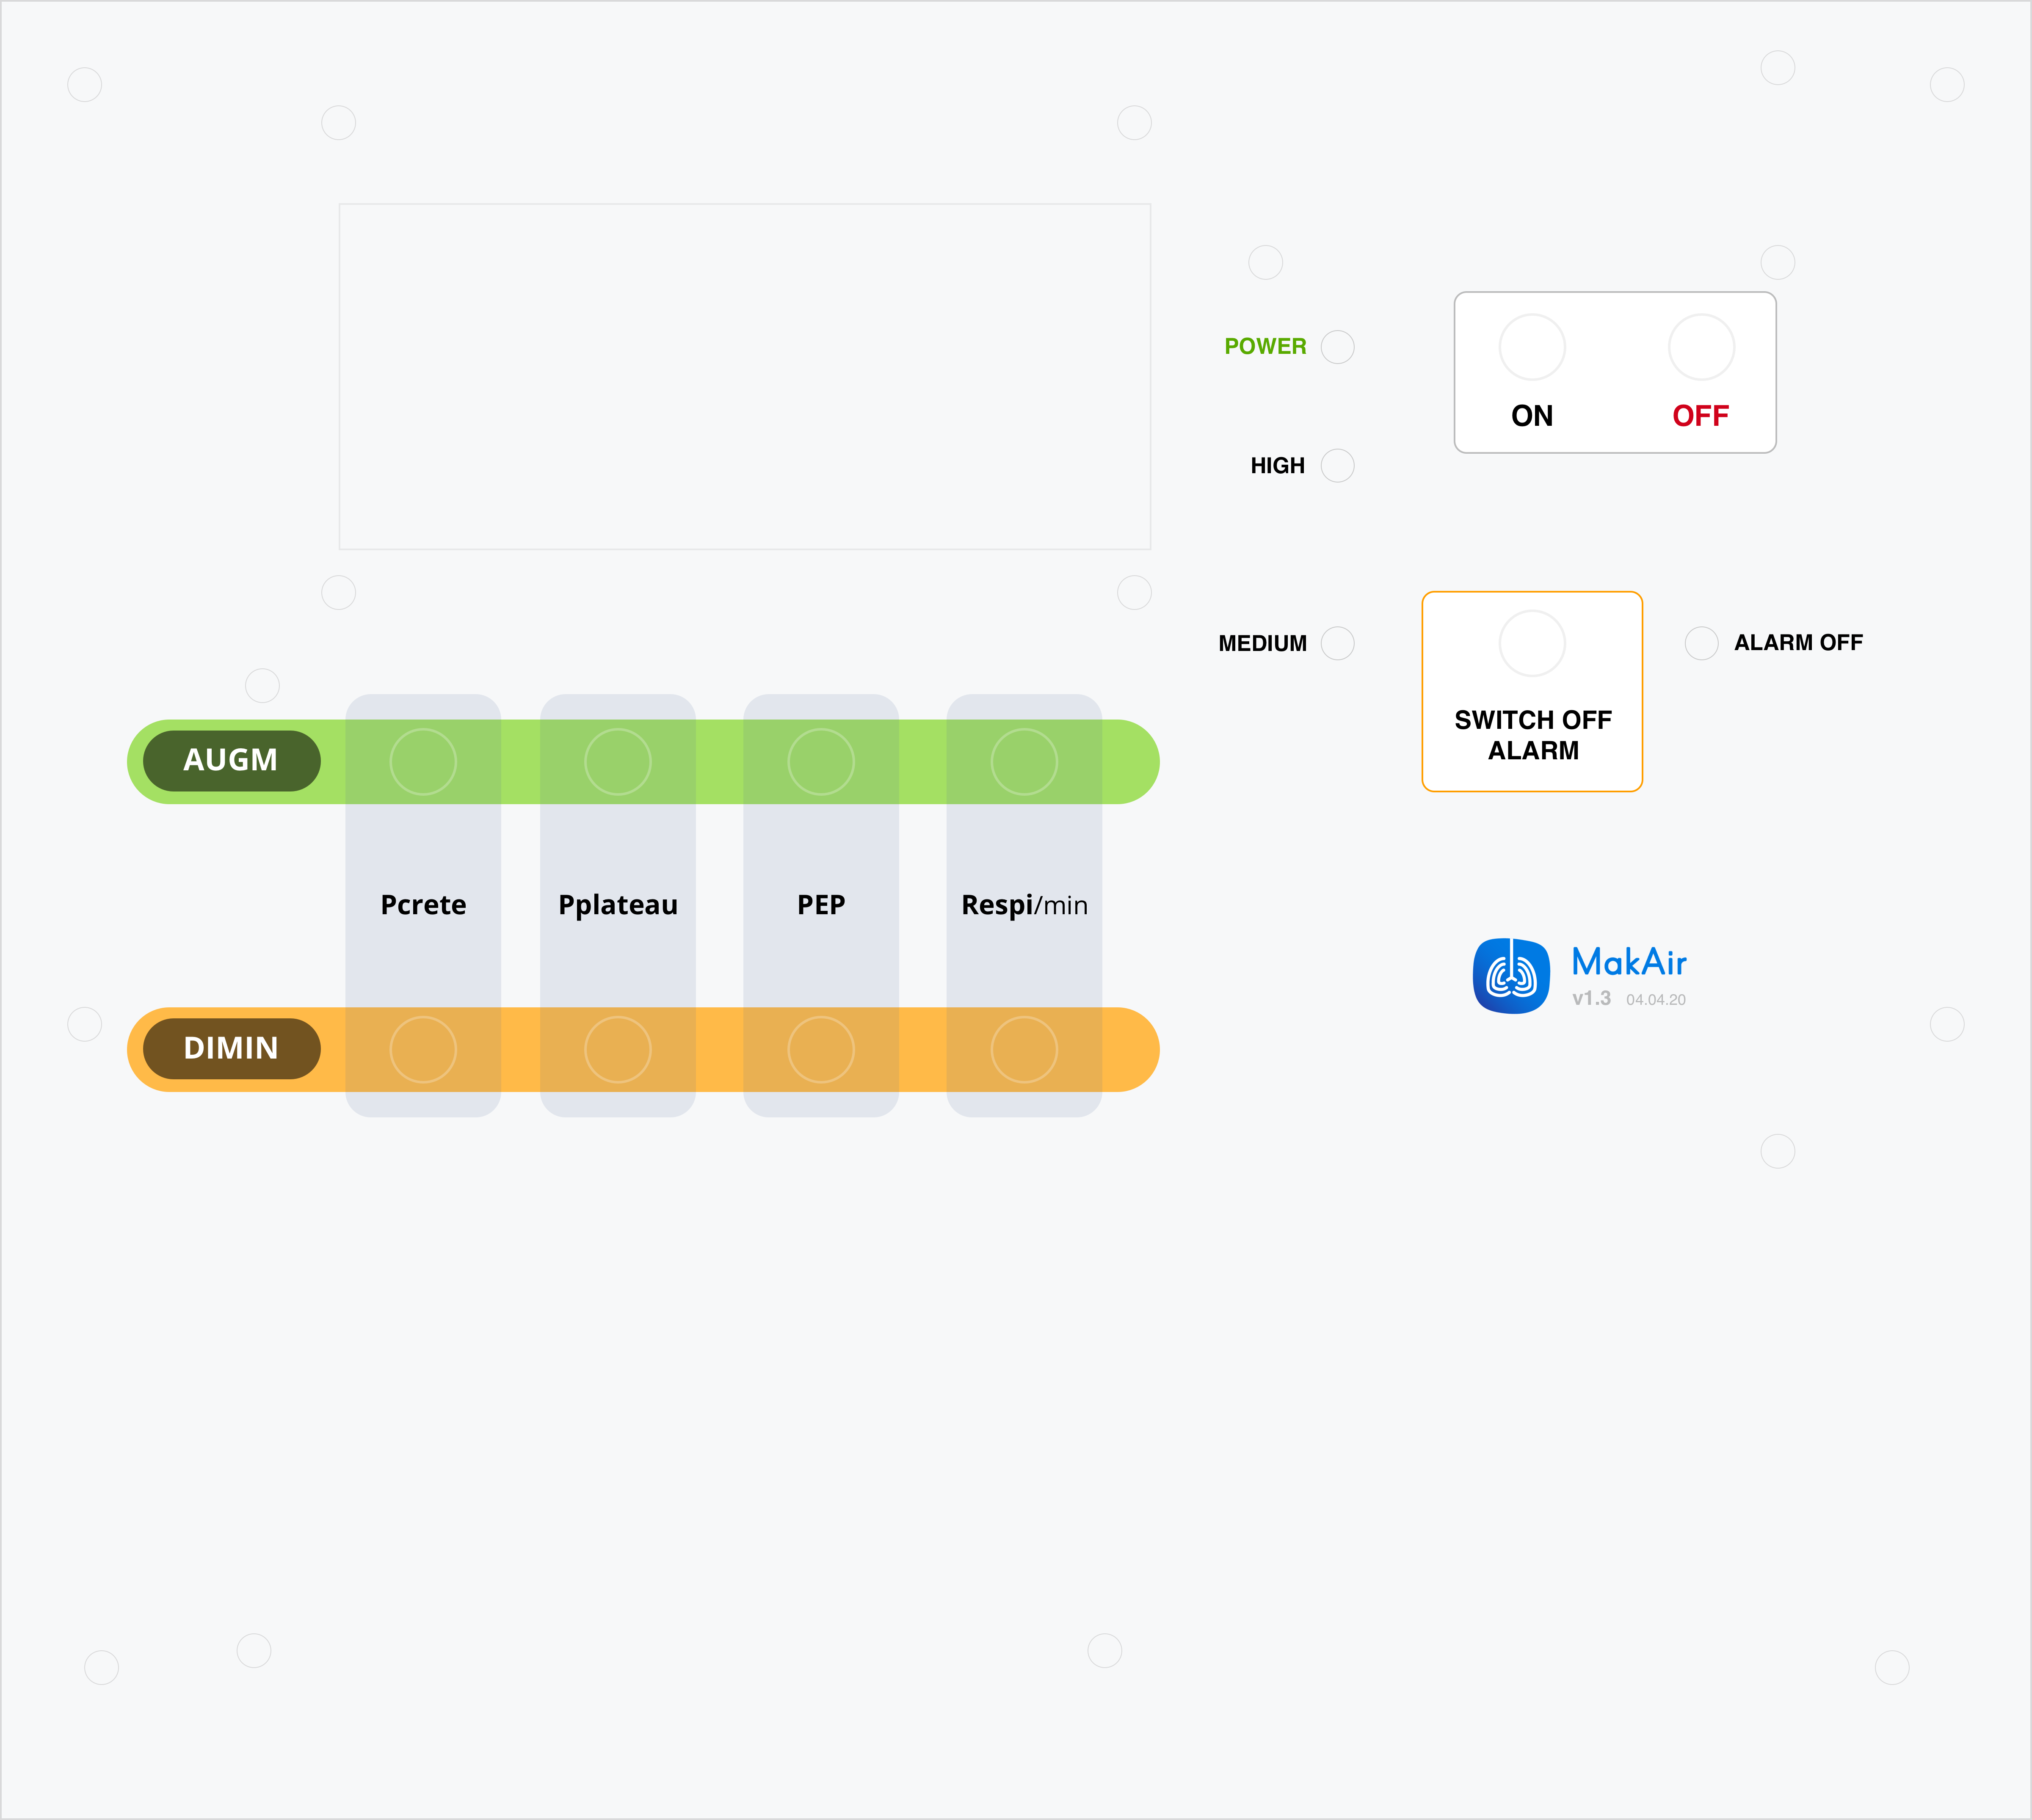 POWER
ON
OFF
HIGH
MEDIUM
ALARM OFF
SWITCH OFF
ALARM
AUGM
Pcrete
Pplateau
PEP
Respi/min
DIMIN
MakAir
v1.3 04.04.20